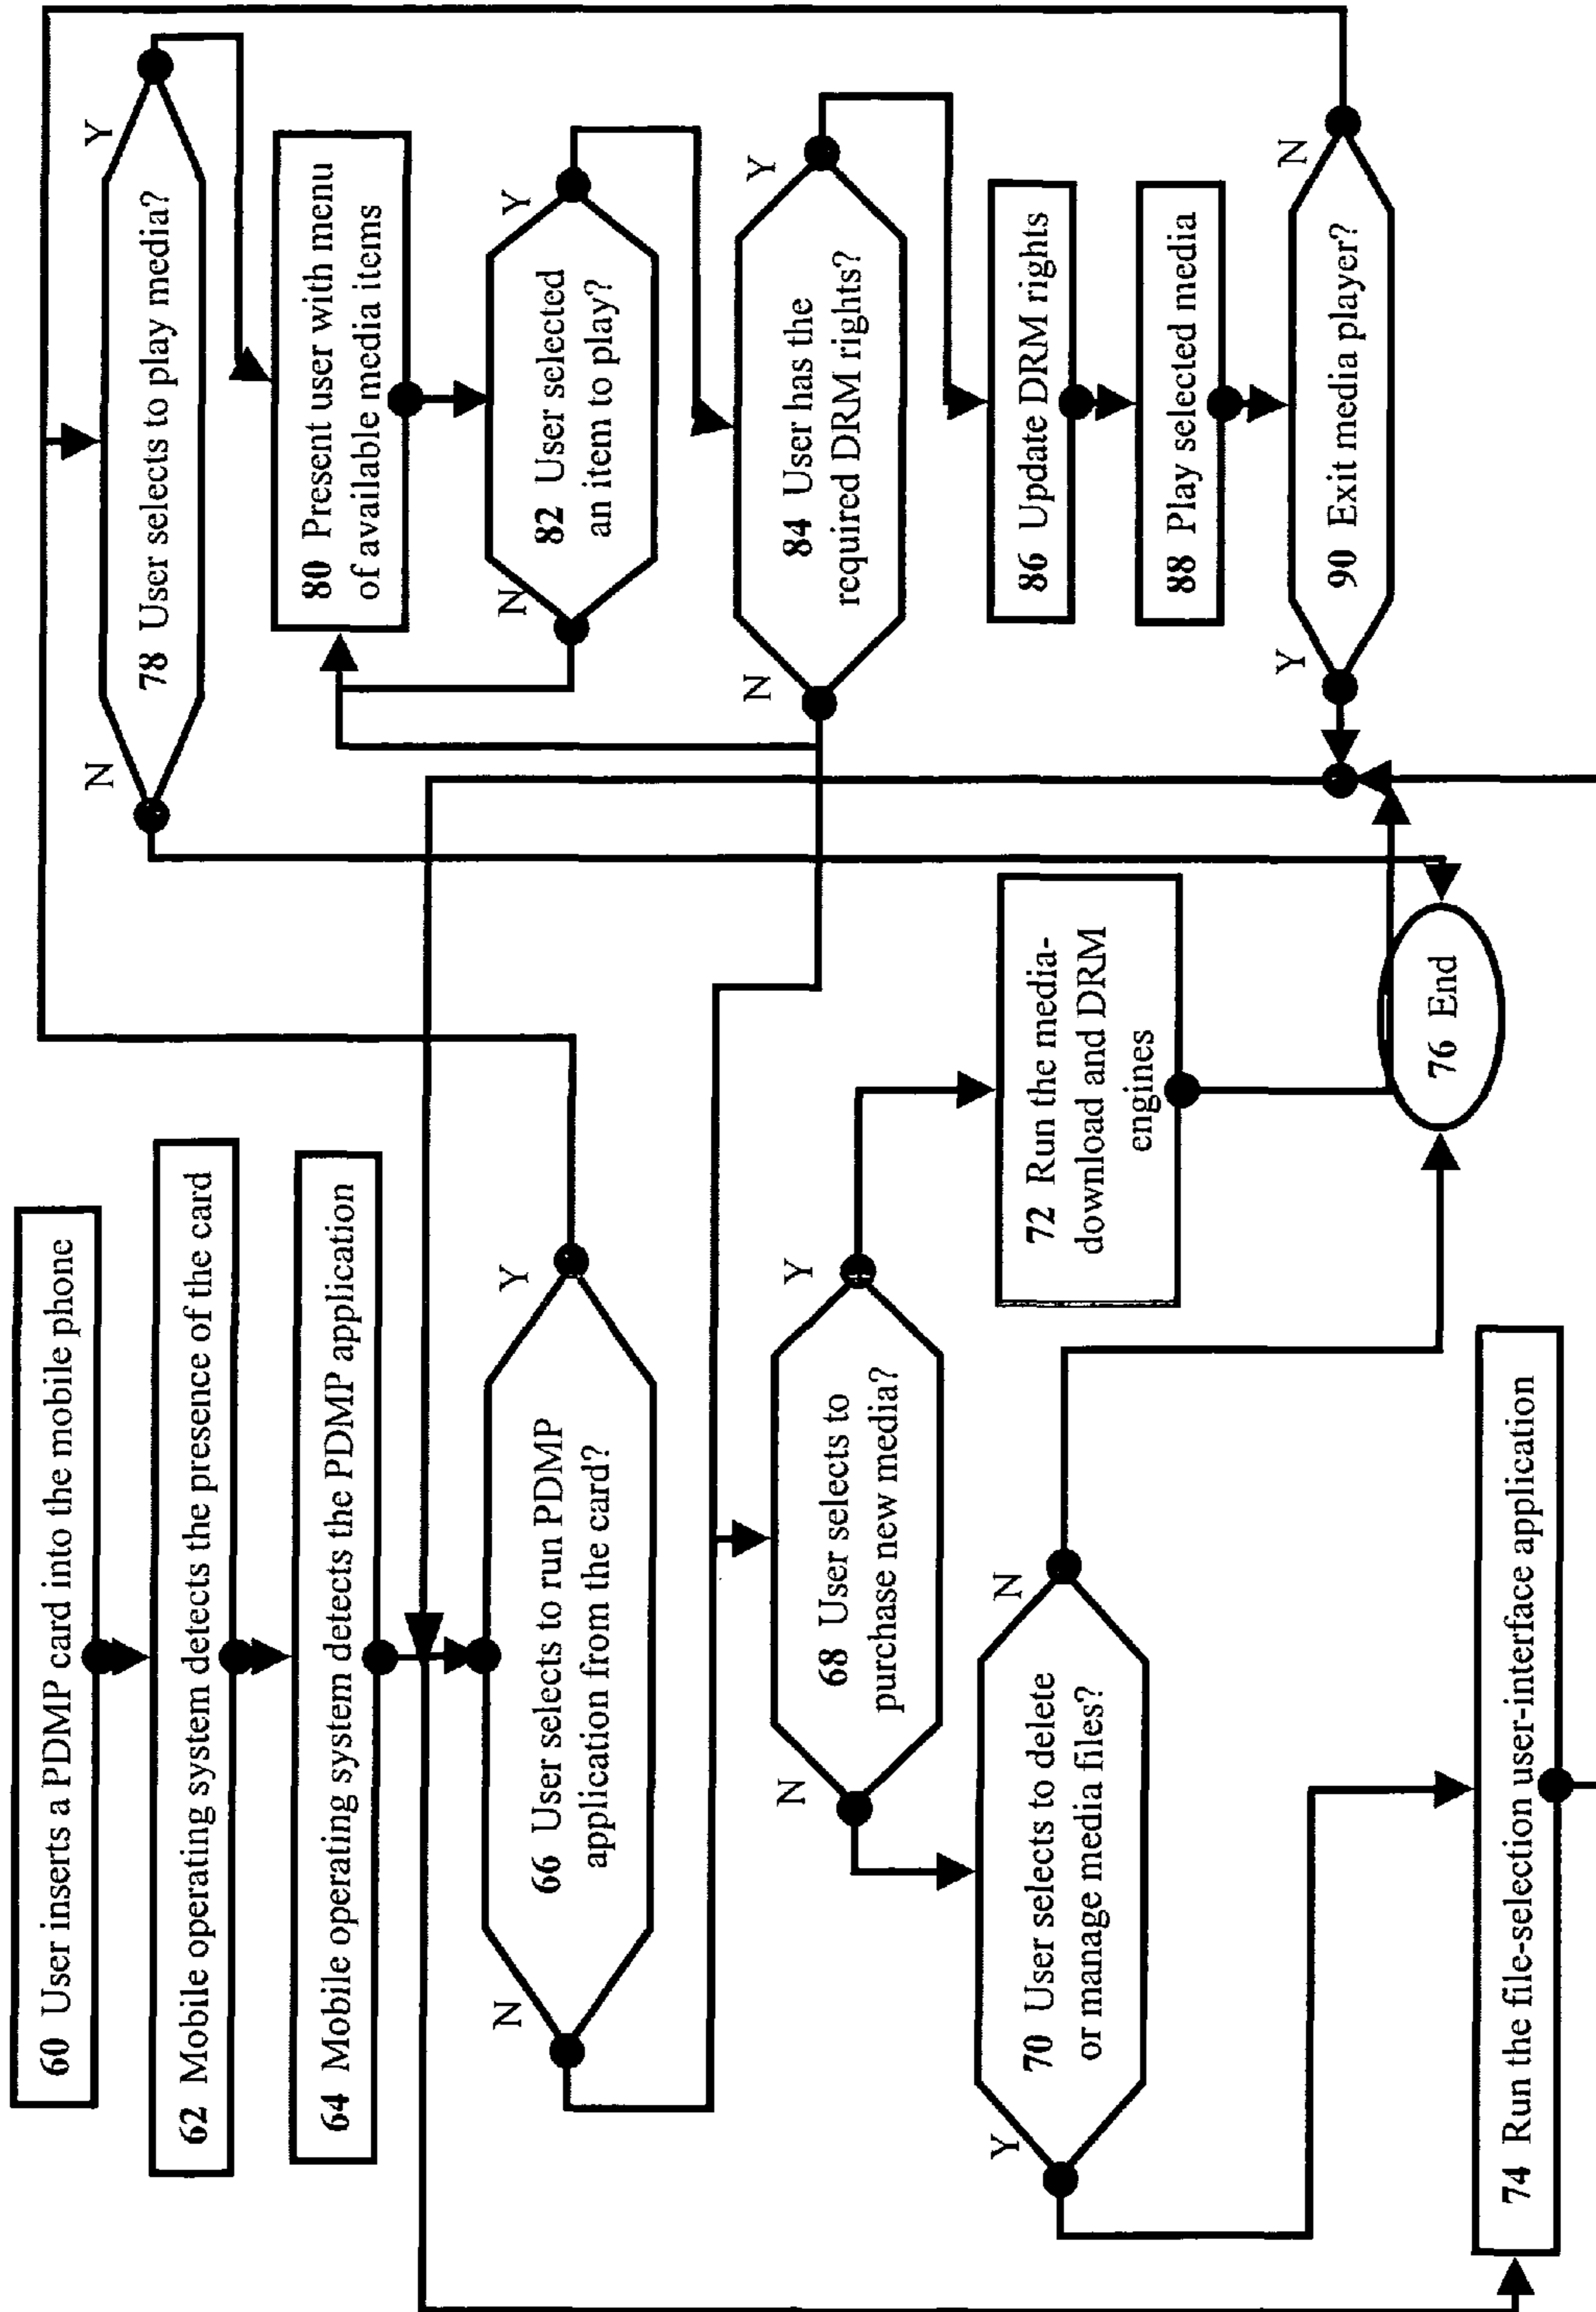 60 User inserts a PDMP card into the mobile phone
62 Mobile operating system detects the presence of the card
64 Mobile operating system detects the PDMP application
66 User selects to run PDMP
application from the card?
N
Y
68 User selects to
purchase new media?
N
Y
70 User selects to delete
or manage media files?
Y
N
72 Run the media-
download and DRM
engines
74 Run the file-selection user-interface application
76 End
78 User selects to play media?
N
Y
80 Present user with menu
of available media items
82 User selected
an item to play?
N
Y
84 User has the
required DRM rights?
N
Y
86 Update DRM rights
88 Play selected media
90 Exit media player?
Y
N